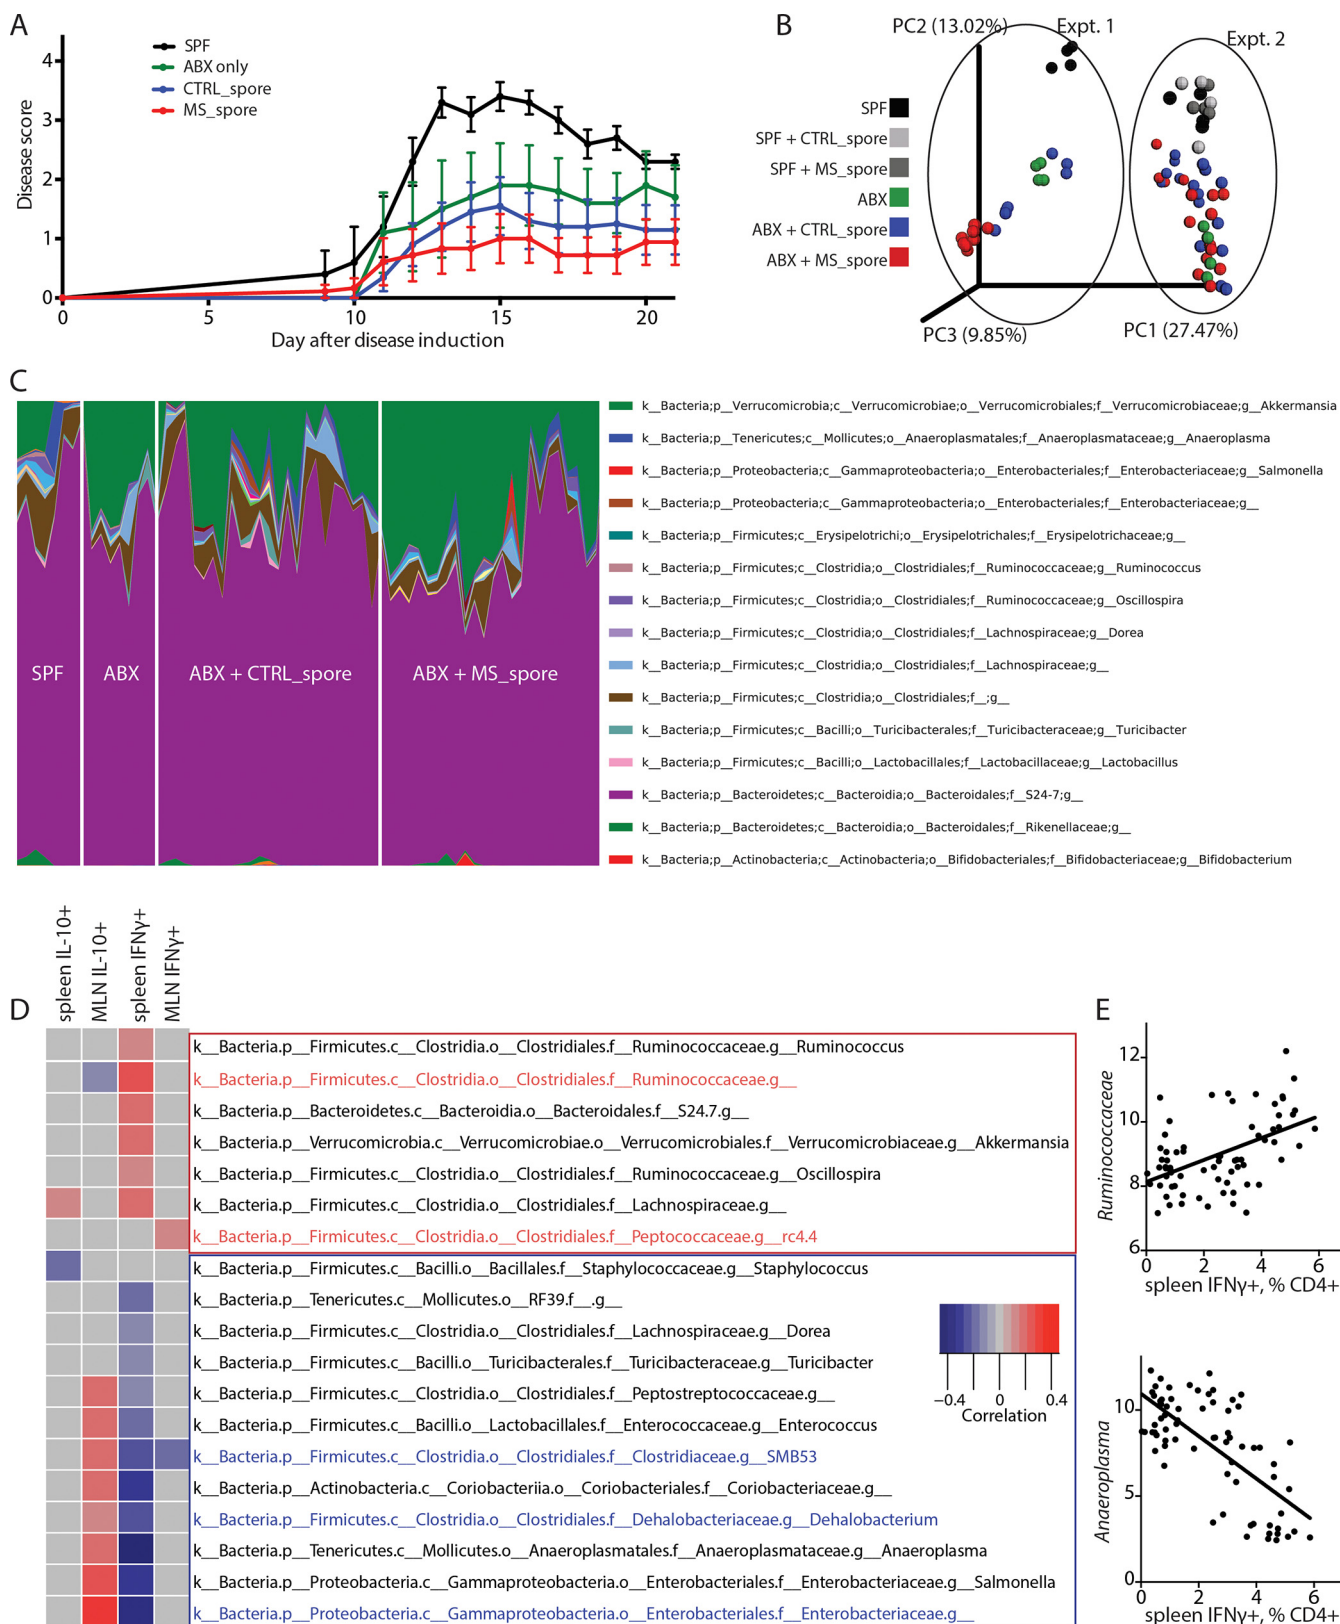 A
Disease score
4
3
2
1
0
SPF
ABX only
CTRL_spore
MS_spore
0
5
10
15
20
Day after disease induction
B
PC2 (13.02%)
Expt. 1
Expt. 2
SPF
SPF + CTRL_spore
SPF + MS_spore
ABX
ABX + CTRL_spore
ABX + MS_spore
PC3 (9.85%)
PC1 (27.47%)
C
SPF
ABX
ABX + CTRL_spore
ABX + MS_spore
k__Bacteria;p__Verrucomicrobia;c__Verrucomicrobiae;o__Verrucomicrobiales;f__Verrucomicrobiaceae;g__Akkermansia
k__Bacteria;p__Tenericutes;c__Mollicutes;o__Anaeroplasmatales;f__Anaeroplasmataceae;g__Anaeroplasma
k__Bacteria;p__Proteobacteria;c__Gammaproteobacteria;o__Enterobacteriales;f__Enterobacteriaceae;g__Salmonella
k__Bacteria;p__Proteobacteria;c__Gammaproteobacteria;o__Enterobacteriales;f__Enterobacteriaceae;g__
k__Bacteria;p__Firmicutes;c__Erysipelotrichi;o__Erysipelotrichales;f__Erysipelotrichaceae;g__
k__Bacteria;p__Firmicutes;c__Clostridia;o__Clostridiales;f__Ruminococcaceae;g__Ruminococcus
k__Bacteria;p__Firmicutes;c__Clostridia;o__Clostridiales;f__Ruminococcaceae;g__Oscillospira
k__Bacteria;p__Firmicutes;c__Clostridia;o__Clostridiales;f__Lachnospiraceae;g__Dorea
k__Bacteria;p__Firmicutes;c__Clostridia;o__Clostridiales;f__Lachnospiraceae;g__
k__Bacteria;p__Firmicutes;c__Clostridia;o__Clostridiales;f__;g__
k__Bacteria;p__Firmicutes;c__Bacilli;o__Turicibacterales;f__Turicibacteraceae;g__Turicibacter
k__Bacteria;p__Firmicutes;c__Bacilli;o__Lactobacillales;f__Lactobacillaceae;g__Lactobacillus
k__Bacteria;p__Bacteroidetes;c__Bacteroidia;o__Bacteroidales;f__S24-7;g__
k__Bacteria;p__Bacteroidetes;c__Bacteroidia;o__Bacteroidales;f__Rikenellaceae;g__
k__Bacteria;p__Actinobacteria;c__Actinobacteria;o__Bifidobacteriales;f__Bifidobacteriaceae;g__Bifidobacterium
D
spleen IL-10+
MLN IL-10+
spleen IFNγ+
MLN IFNγ+
k__Bacteria.p__Firmicutes.c__Clostridia.o__Clostridiales.f__Ruminococcaceae.g__Ruminococcus
k__Bacteria.p__Firmicutes.c__Clostridia.o__Clostridiales.f__Ruminococcaceae.g__
k__Bacteria.p__Bacteroidetes.c__Bacteroidia.o__Bacteroidales.f__S24.7.g__
k__Bacteria.p__Verrucomicrobia.c__Verrucomicrobiae.o__Verrucomicrobiales.f__Verrucomicrobiaceae.g__Akkermansia
k__Bacteria.p__Firmicutes.c__Clostridia.o__Clostridiales.f__Ruminococcaceae.g__Oscillospira
k__Bacteria.p__Firmicutes.c__Clostridia.o__Clostridiales.f__Lachnospiraceae.g__
k__Bacteria.p__Firmicutes.c__Clostridia.o__Clostridiales.f__Peptococcaceae.g__rc4.4
k__Bacteria.p__Firmicutes.c__Bacilli.o__Bacillales.f__Staphylococcaceae.g__Staphylococcus
k__Bacteria.p__Tenericutes.c__Mollicutes.o__RF39.f__.g__
k__Bacteria.p__Firmicutes.c__Clostridia.o__Clostridiales.f__Lachnospiraceae.g__Dorea
k__Bacteria.p__Firmicutes.c__Bacilli.o__Turicibacterales.f__Turicibacteraceae.g__Turicibacter
k__Bacteria.p__Firmicutes.c__Clostridia.o__Clostridiales.f__Peptostreptococcaceae.g__
k__Bacteria.p__Firmicutes.c__Bacilli.o__Lactobacillales.f__Enterococcaceae.g__Enterococcus
k__Bacteria.p__Firmicutes.c__Clostridia.o__Clostridiales.f__Clostridiaceae.g__SMB53
k__Bacteria.p__Actinobacteria.c__Coriobacteriia.o__Coriobacteriales.f__Coriobacteriaceae.g__
k__Bacteria.p__Firmicutes.c__Clostridia.o__Clostridiales.f__Dehalobacteriaceae.g__Dehalobacterium
k__Bacteria.p__Tenericutes.c__Mollicutes.o__Anaeroplasmatales.f__Anaeroplasmataceae.g__Anaeroplasma
k__Bacteria.p__Proteobacteria.c__Gammaproteobacteria.o__Enterobacteriales.f__Enterobacteriaceae.g__Salmonella
k__Bacteria.p__Proteobacteria.c__Gammaproteobacteria.o__Enterobacteriales.f__Enterobacteriaceae.g__
−0.4 0 0.4
Correlation
E
Ruminococcaceae
12
10
8
6
0 2 4 6
spleen IFNγ+, % CD4+
Anaeroplasma
10
5
0
0 2 4 6
spleen IFNγ+, % CD4+